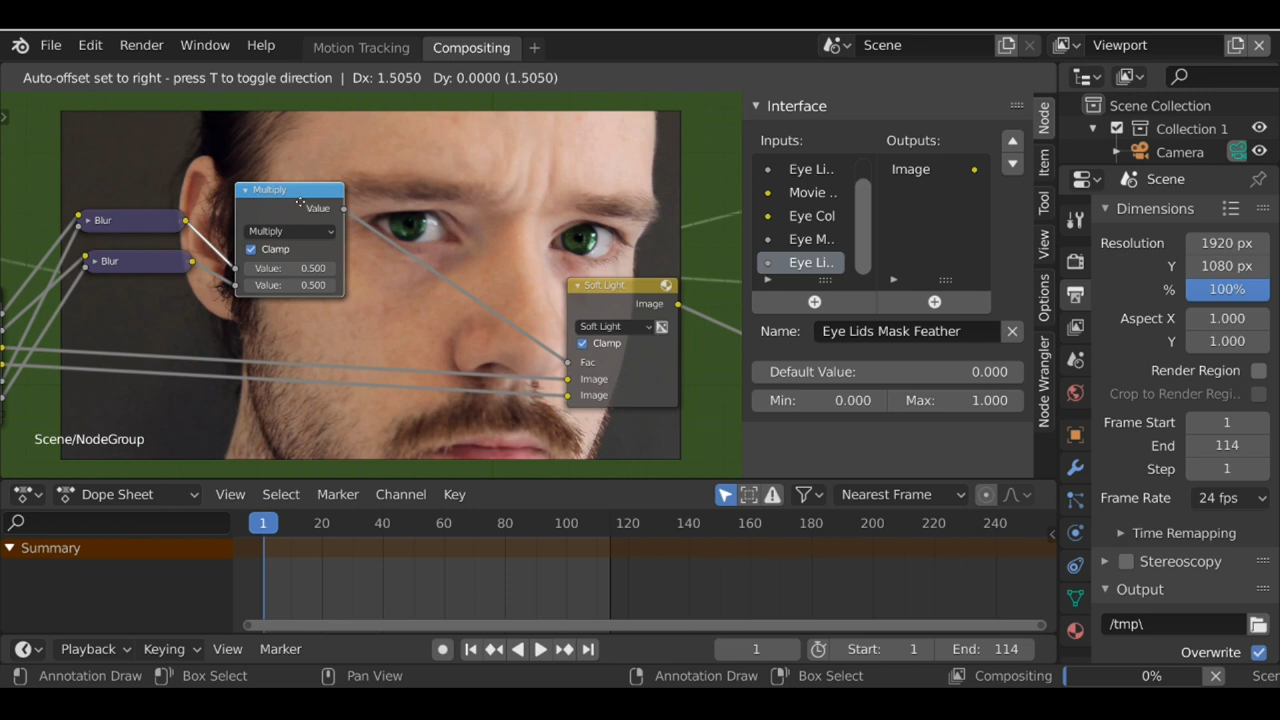 File Edit Render Window Help
Motion Tracking Compositing +
Scene Viewport
Auto-offset set to right - press T to toggle direction | Dx: 1.5050 Dy: 0.0000 (1.5050)
Blur
Blur
Multiply
Value
Multiply
Clamp
Value: 0.500
Value: 0.500
Soft Light
Image
Soft Light
Clamp
Fac
Image
Image
Scene/NodeGroup
Interface
Inputs: Outputs:
Eye Li.. Image
Movie ..
Eye Col
Eye M..
Eye Li..
Name: Eye Lids Mask Feather
Default Value: 0.000
Min: 0.000 Max: 1.000
Node
Item
Tool
View
Options
Node Wrangler
Scene Collection
Collection 1
Camera
Scene
Dimensions
Resolution 1920 px
Y 1080 px
% 100%
Aspect X 1.000
Y 1.000
Render Region
Crop to Render Regi..
Frame Start 1
End 114
Step 1
Frame Rate 24 fps
Time Remapping
Stereoscopy
Output
/tmp\
Overwrite
Dope Sheet View Select Marker Channel Key Nearest Frame
1 20 40 60 80 100 120 140 160 180 200 220 240
Summary
Playback Keying View Marker 1 Start: 1 End: 114
Annotation Draw Box Select Pan View Annotation Draw Box Select Compositing 0% Scer